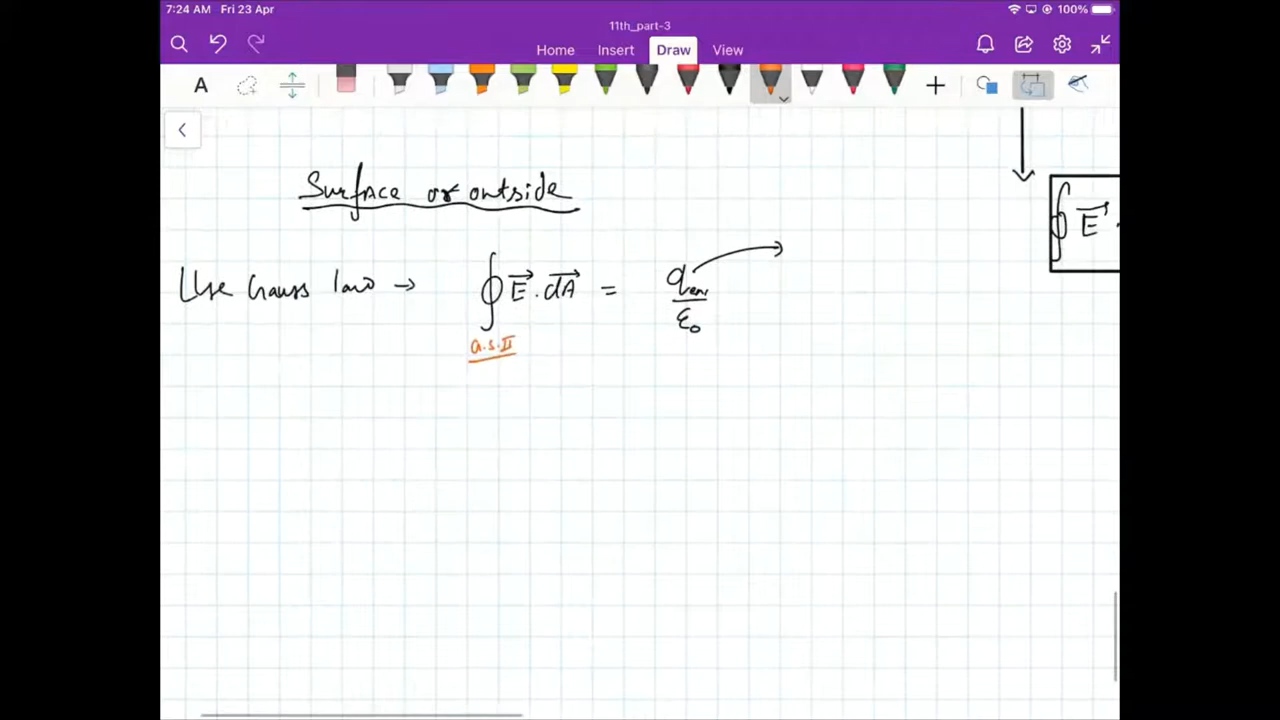 7:24 AM Fri 23 Apr
100%
11th_part-3
Home Insert Draw View
A
Surface or outside
Use Gauss law → ∮ E⃗ . dA⃗ = q_en/ε₀
a.s.II
∮ E⃗ .